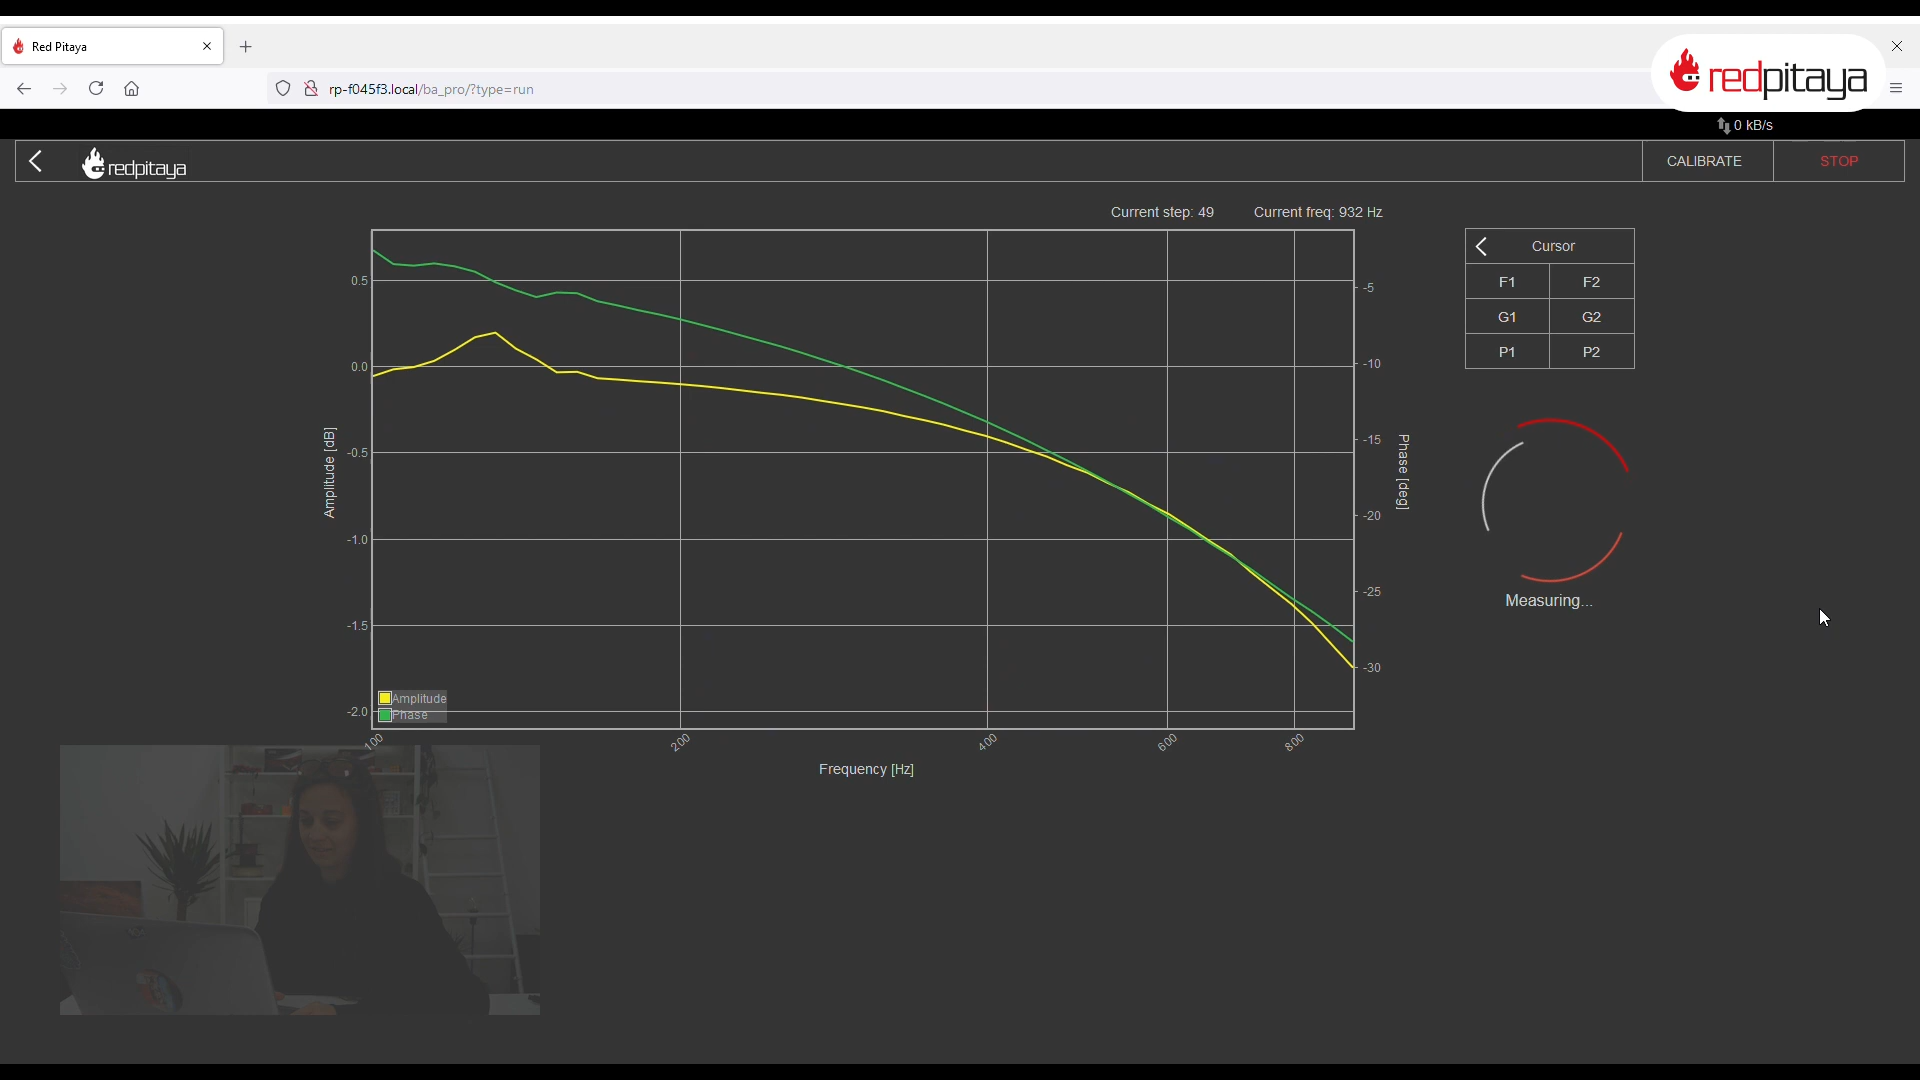 Red Pitaya
rp-f045f3.local/ba_pro/?type=run
redpitaya
0 kB/s
redpitaya
CALIBRATE
STOP
Current step: 49
Current freq: 932 Hz
Cursor
F1
F2
G1
G2
P1
P2
Measuring...
0.5
0.0
-0.5
-1.0
-1.5
-2.0
Amplitude [dB]
-5
-10
-15
-20
-25
-30
Phase [deg]
Amplitude
Phase
100
200
400
600
800
Frequency [Hz]